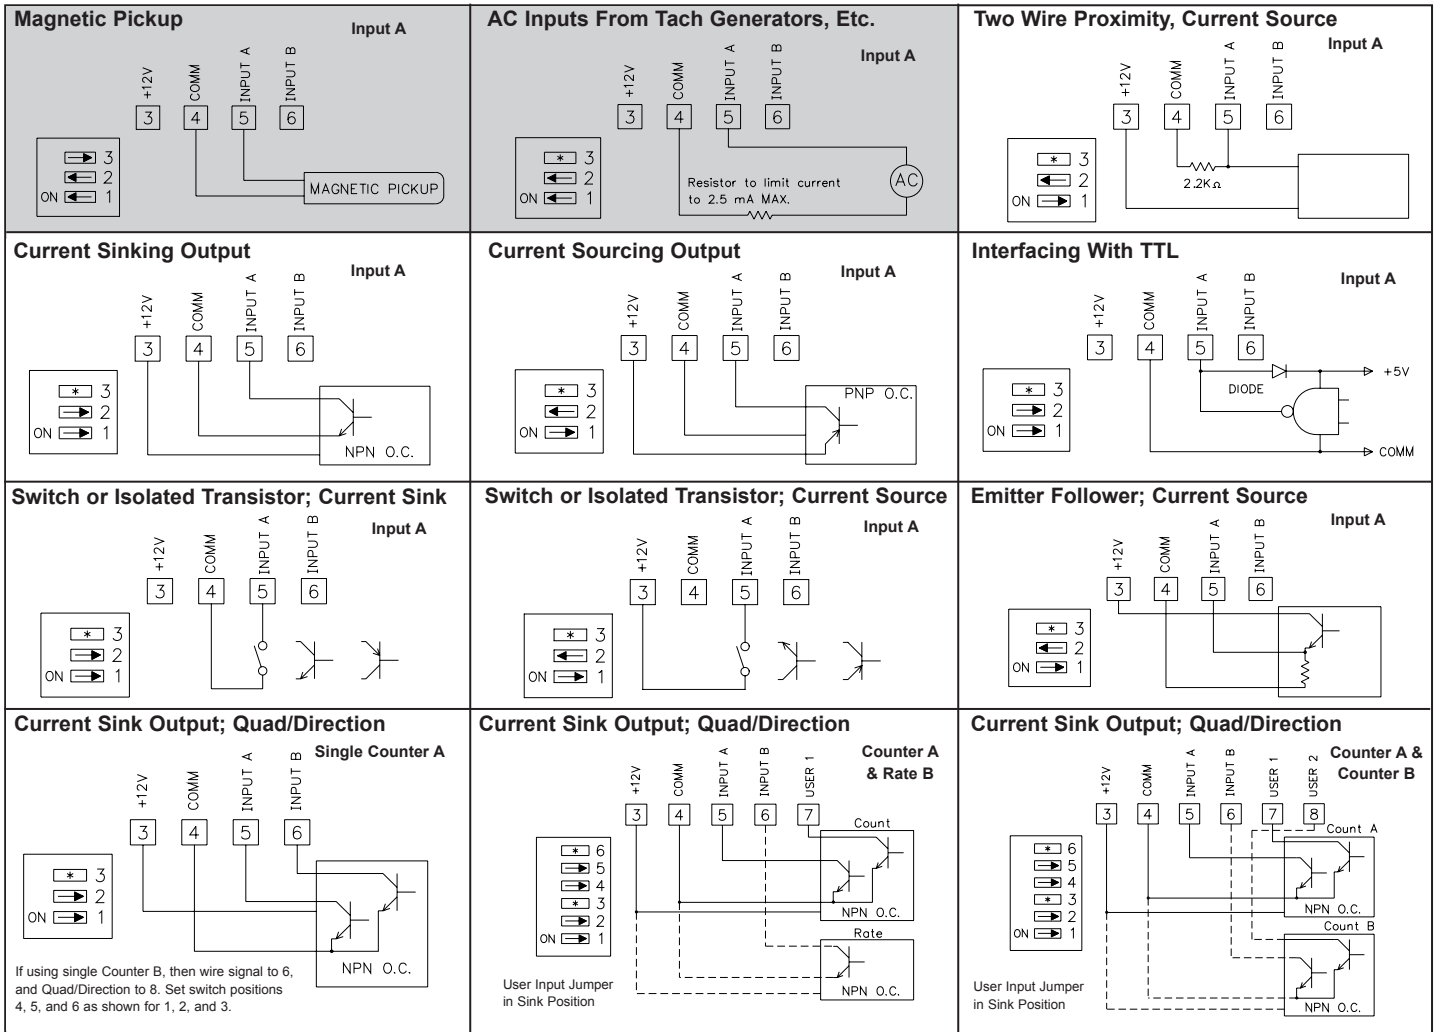 Magnetic Pickup
Input A
+12V
COMM
INPUT A
INPUT B
3 4 5 6
3
2
ON 1
MAGNETIC PICKUP
AC Inputs From Tach Generators, Etc.
Input A
+12V
COMM
INPUT A
INPUT B
3 4 5 6
* 3
2
ON 1
Resistor to limit current
to 2.5 mA MAX.
AC
Two Wire Proximity, Current Source
Input A
+12V
COMM
INPUT A
INPUT B
3 4 5 6
* 3
2
ON 1
2.2KΩ
Current Sinking Output
Input A
+12V
COMM
INPUT A
INPUT B
3 4 5 6
* 3
2
ON 1
NPN O.C.
Current Sourcing Output
Input A
+12V
COMM
INPUT A
INPUT B
3 4 5 6
* 3
2
ON 1
PNP O.C.
Interfacing With TTL
Input A
+12V
COMM
INPUT A
INPUT B
3 4 5 6
* 3
2
ON 1
DIODE
+5V
COMM
Switch or Isolated Transistor; Current Sink
Input A
+12V
COMM
INPUT A
INPUT B
3 4 5 6
* 3
2
ON 1
Switch or Isolated Transistor; Current Source
Input A
+12V
COMM
INPUT A
INPUT B
3 4 5 6
* 3
2
ON 1
Emitter Follower; Current Source
Input A
+12V
COMM
INPUT A
INPUT B
3 4 5 6
* 3
2
ON 1
Current Sink Output; Quad/Direction
Single Counter A
+12V
COMM
INPUT A
INPUT B
3 4 5 6
* 3
2
ON 1
NPN O.C.
If using single Counter B, then wire signal to 6,
and Quad/Direction to 8. Set switch positions
4, 5, and 6 as shown for 1, 2, and 3.
Current Sink Output; Quad/Direction
Counter A
& Rate B
+12V
COMM
INPUT A
INPUT B
USER 1
3 4 5 6 7
Count
* 6
5
4
* 3
2
ON 1
NPN O.C.
Rate
NPN O.C.
User Input Jumper
in Sink Position
Current Sink Output; Quad/Direction
Counter A &
Counter B
+12V
COMM
INPUT A
INPUT B
USER 1
USER 2
3 4 5 6 7 8
Count A
* 6
5
4
* 3
2
ON 1
NPN O.C.
Count B
NPN O.C.
User Input Jumper
in Sink Position